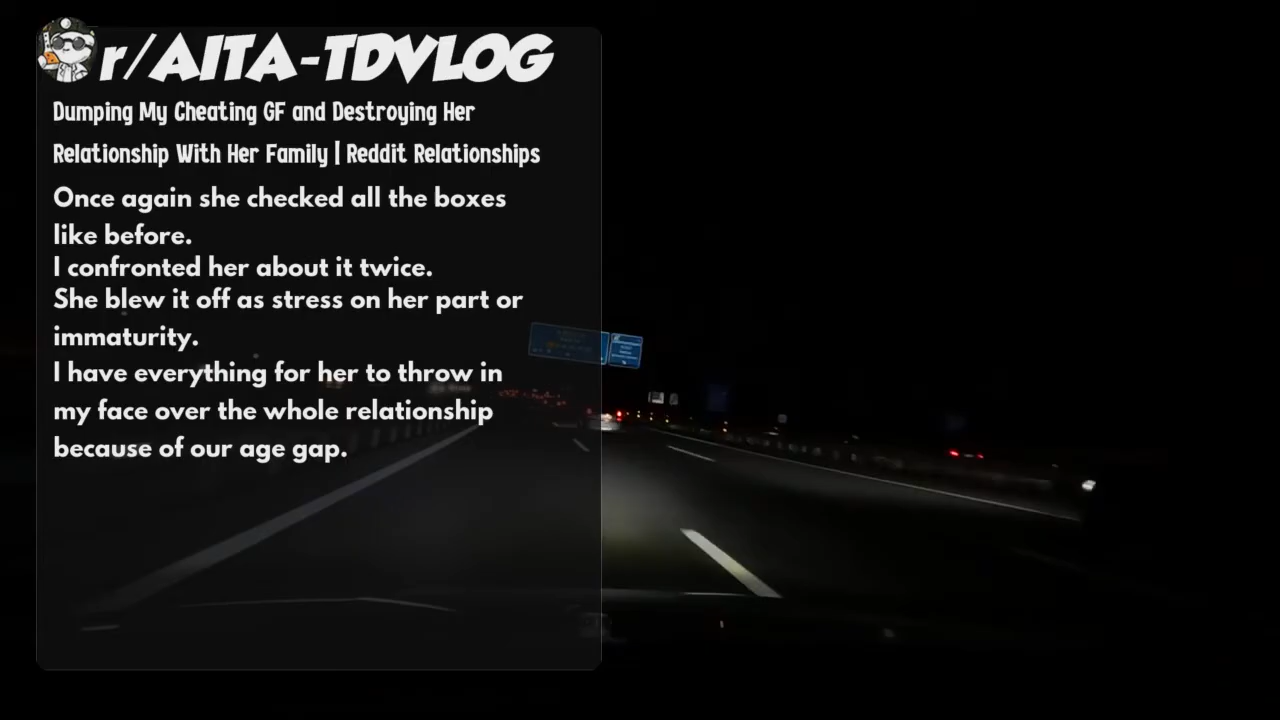 r/AITA-TDVLOG
Dumping My Cheating GF and Destroying Her
Relationship With Her Family | Reddit Relationships
Once again she checked all the boxes
like before.
I confronted her about it twice.
She blew it off as stress on her part or
immaturity.
I have everything for her to throw in
my face over the whole relationship
because of our age gap.